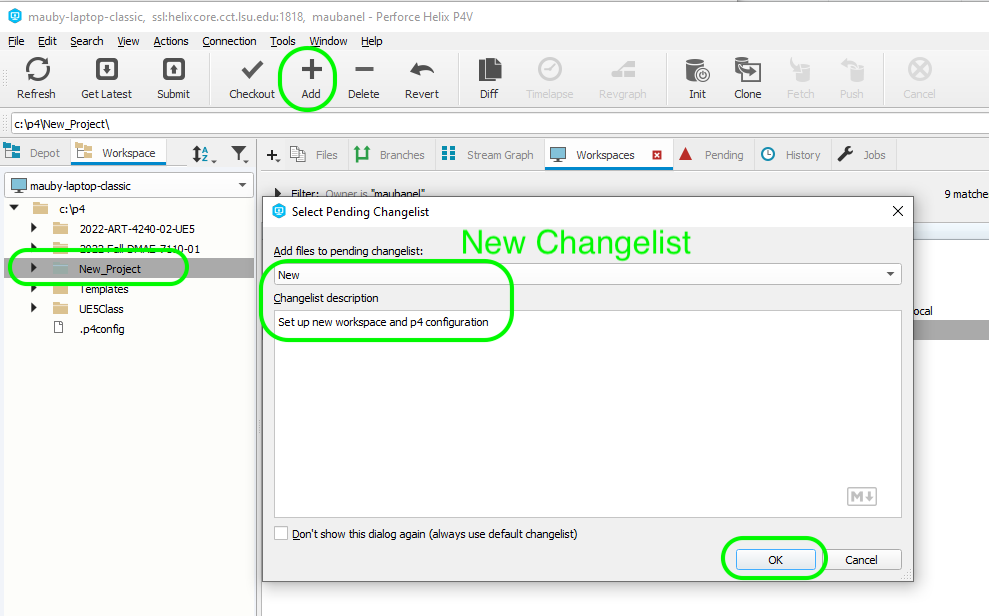 mauby-laptop-classic, ssl:helixcore.cct.lsu.edu:1818, maubanel - Perforce Helix P4V
File Edit Search View Actions Connection Tools Window Help
Refresh Get Latest Submit Checkout Add Delete Revert Diff Timelapse Revgraph Init Clone Fetch Push Cancel
c:\p4\New_Project\
Depot Workspace Files Branches Stream Graph Workspaces Pending History Jobs
mauby-laptop-classic
Filter: Owner is "maubanel"
9 matche
c:\p4
2022-ART-4240-02-UE5
2022-Fall-DMAE-7110-01
New_Project
Templates
UE5Class
.p4config
Select Pending Changelist
New Changelist
Add files to pending changelist:
New
Changelist description
Set up new workspace and p4 configuration
ocal
M
Don't show this dialog again (always use default changelist)
OK Cancel